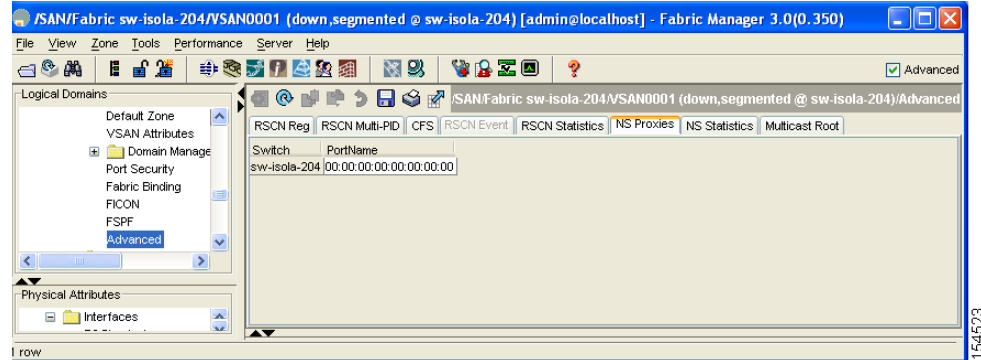 /SAN/Fabric sw-isola-204/VSAN0001 (down,segmented @ sw-isola-204) [admin@localhost] - Fabric Manager 3.0(0.350)
File View Zone Tools Performance Server Help
Advanced
Logical Domains
/SAN/Fabric sw-isola-204/VSAN0001 (down,segmented @ sw-isola-204)/Advanced
Default Zone
VSAN Attributes
Domain Manage
Port Security
Fabric Binding
FICON
FSPF
Advanced
RSCN Reg RSCN Multi-PID CFS RSCN Event RSCN Statistics NS Proxies NS Statistics Multicast Root
Switch PortName
sw-isola-204 00:00:00:00:00:00:00:00
Physical Attributes
Interfaces
1 row
154523